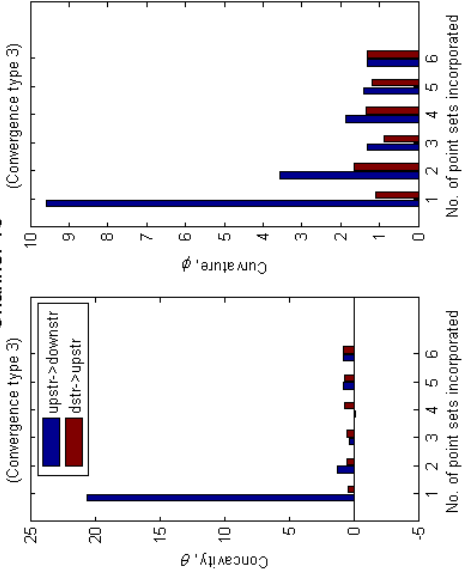 (Convergence type 3)
25
20
15
10
5
0
-5
Concavity, θ
upstr->downstr
dstr->upstr
1 2 3 4 5 6
No. of point sets incorporated
(Convergence type 3)
10
9
8
7
6
5
4
3
2
1
0
Curvature, φ
1 2 3 4 5 6
No. of point sets incorporated